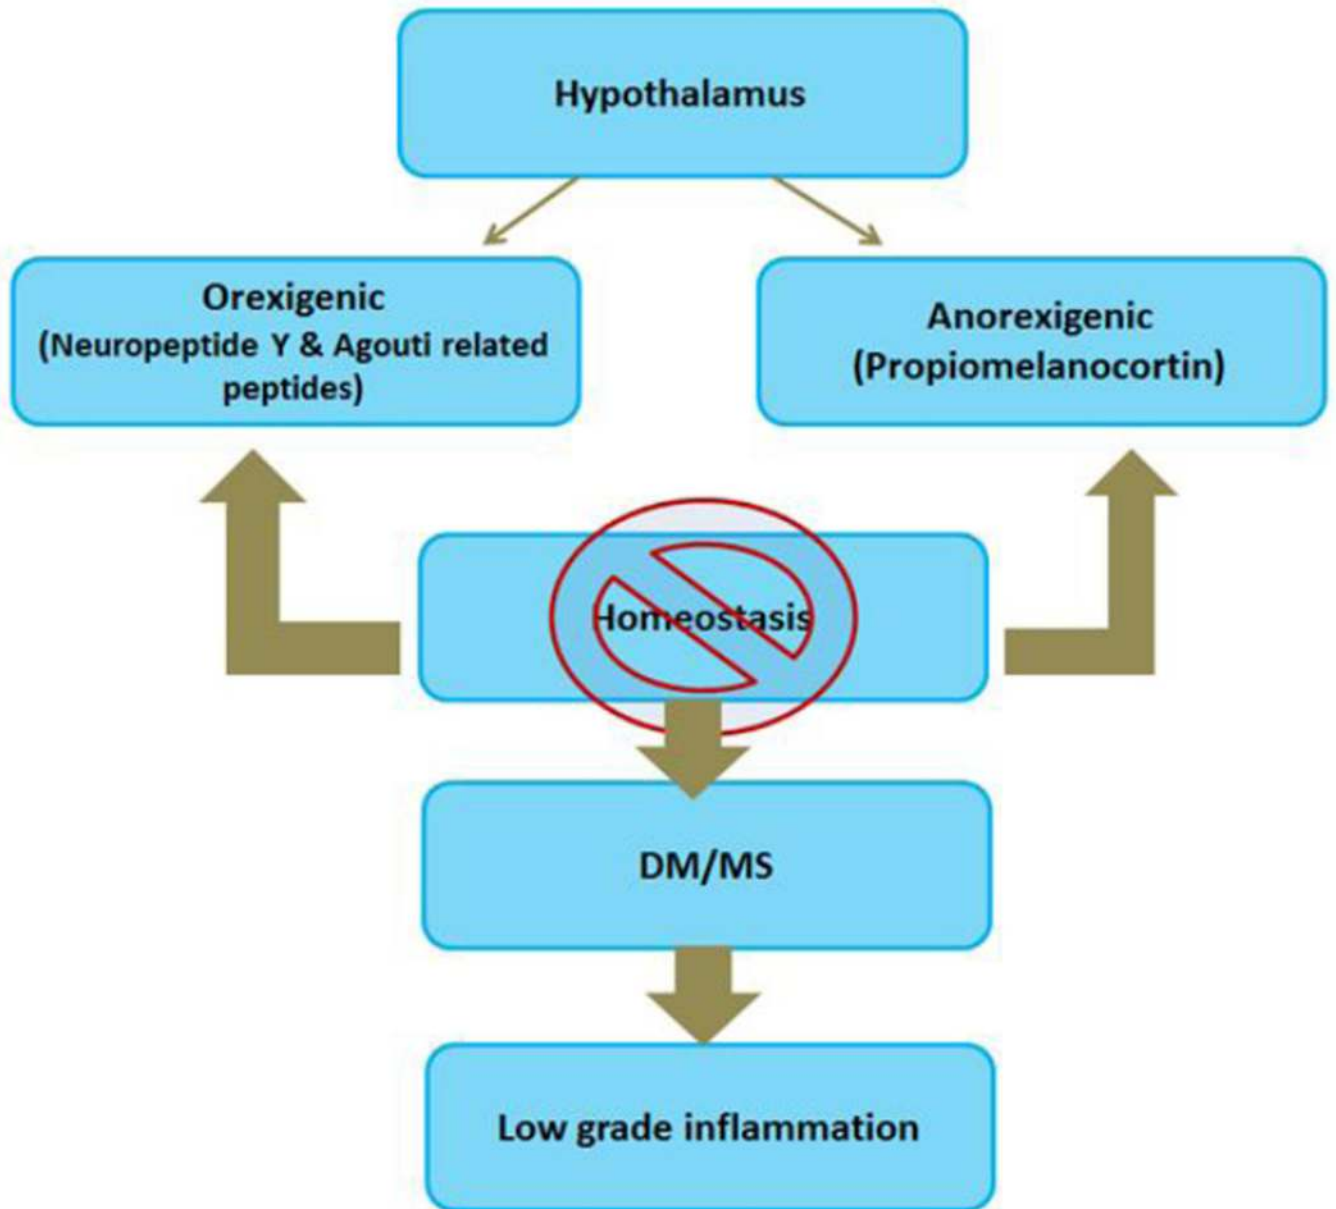 Hypothalamus
Orexigenic
(Neuropeptide Y & Agouti related
peptides)
Anorexigenic
(Propiomelanocortin)
Homeostasis
DM/MS
Low grade inflammation